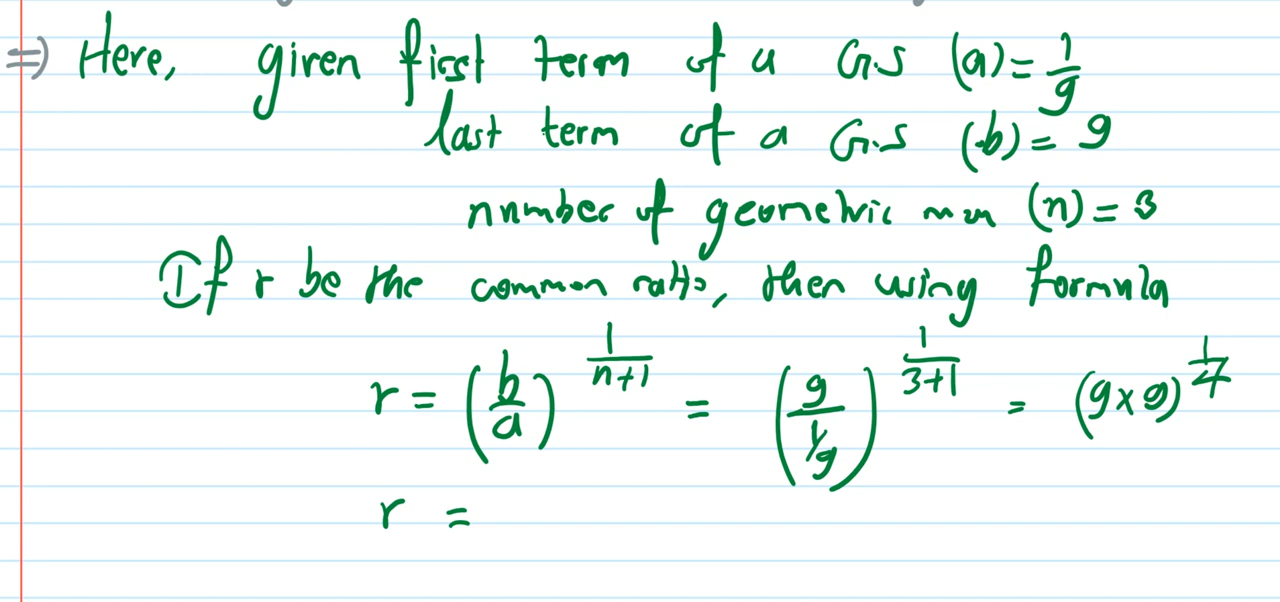 ⇒ Here, given first term of a G.S (a) = 1/9
last term of a G.S (b) = 9
number of geometric mean (n) = 3
If r be the common ratio, then using formula
r = (b/a)^(1/(n+1)) = (9/(1/9))^(1/(3+1)) = (9×9)^(1/4)
r =